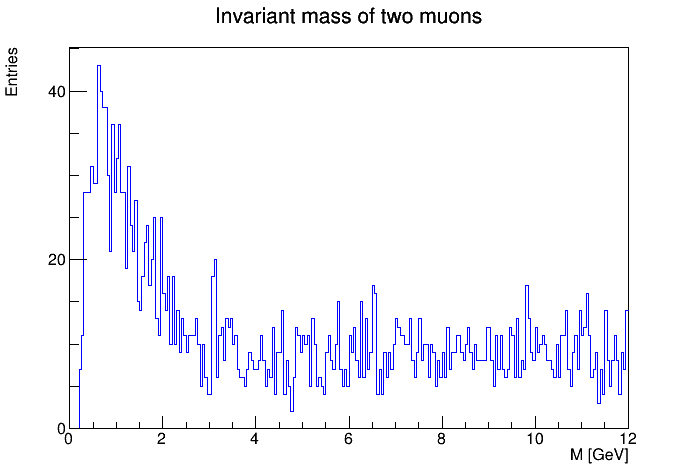 Invariant mass of two muons
Entries
40
20
0
0 2 4 6 8 10 12
M [GeV]